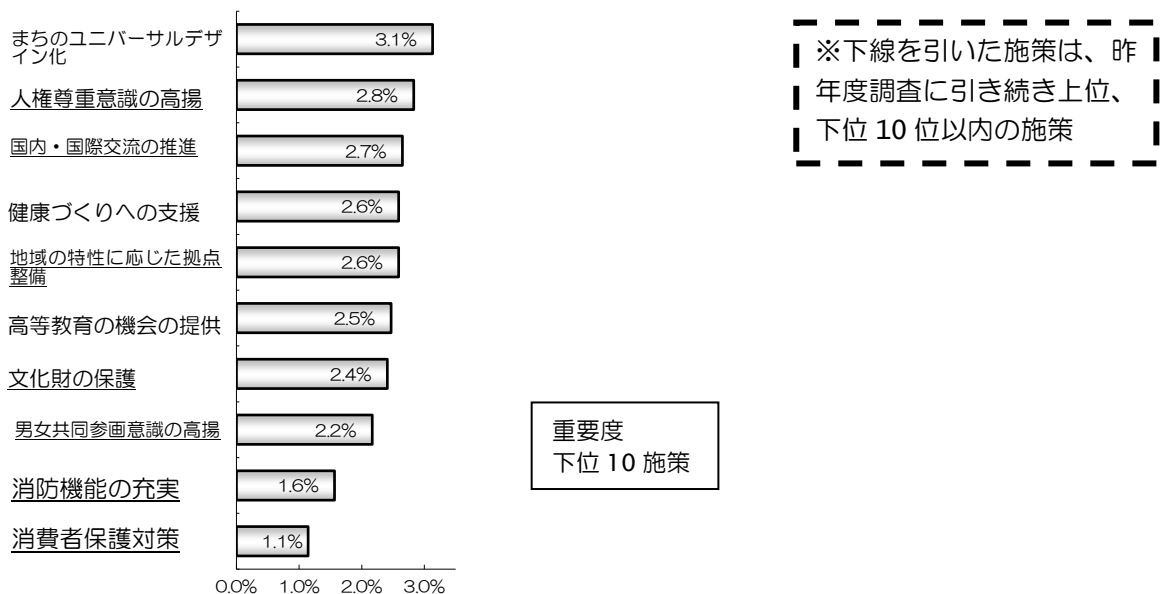 まちのユニバーサルデザ
イン化
3.1%
人権尊重意識の高揚
2.8%
国内・国際交流の推進
2.7%
健康づくりへの支援
2.6%
地域の特性に応じた拠点
整備
2.6%
高等教育の機会の提供
2.5%
文化財の保護
2.4%
男女共同参画意識の高揚
2.2%
消防機能の充実
1.6%
消費者保護対策
1.1%
0.0% 1.0% 2.0% 3.0%
※下線を引いた施策は、昨
年度調査に引き続き上位、
下位 10 位以内の施策
重要度
下位 10 施策